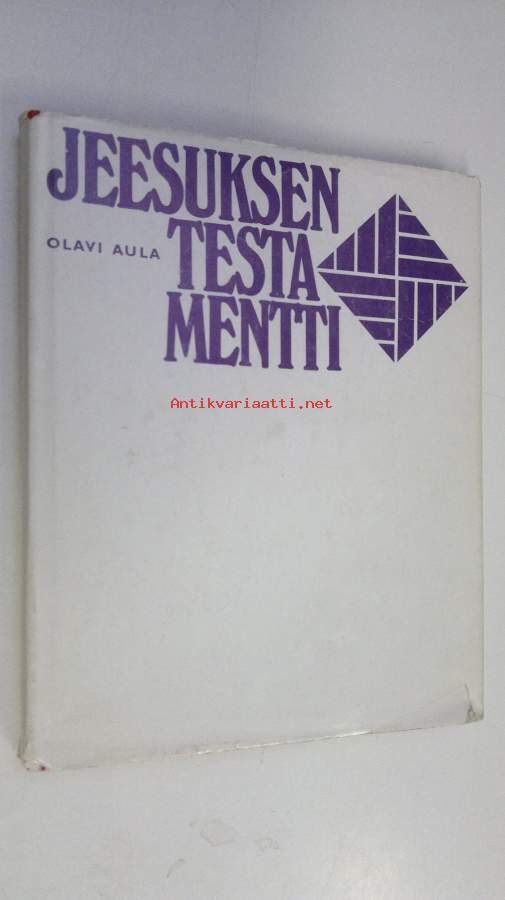 JEESUKSEN
OLAVI AULA
TESTA
MENTTI
Antikvariaatti.net